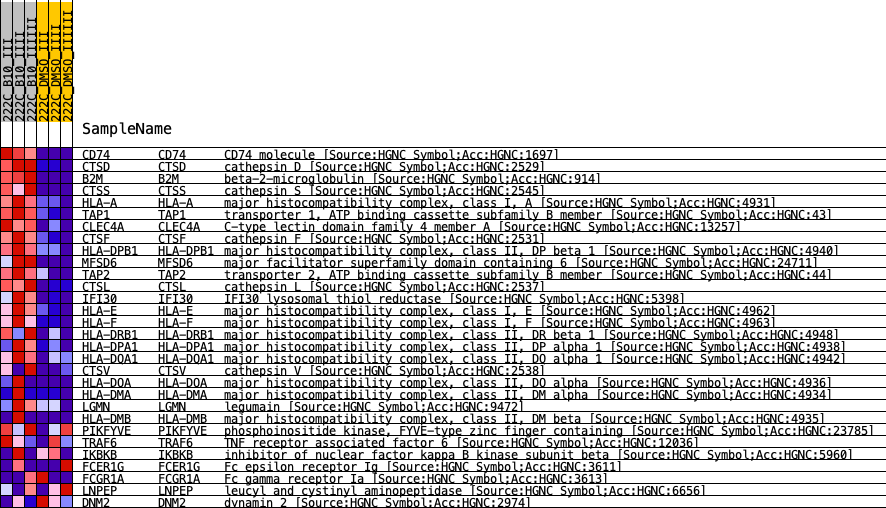 222C_B10_III
222C_B10_IIII
222C_B10_IIIIII
222C_DMSO_III
222C_DMSO_IIII
222C_DMSO_IIIIII
SampleName
CD74 CD74 CD74 molecule [Source:HGNC Symbol;Acc:HGNC:1697]
CTSD CTSD cathepsin D [Source:HGNC Symbol;Acc:HGNC:2529]
B2M B2M beta-2-microglobulin [Source:HGNC Symbol;Acc:HGNC:914]
CTSS CTSS cathepsin S [Source:HGNC Symbol;Acc:HGNC:2545]
HLA-A HLA-A major histocompatibility complex, class I, A [Source:HGNC Symbol;Acc:HGNC:4931]
TAP1 TAP1 transporter 1, ATP binding cassette subfamily B member [Source:HGNC Symbol;Acc:HGNC:43]
CLEC4A CLEC4A C-type lectin domain family 4 member A [Source:HGNC Symbol;Acc:HGNC:13257]
CTSF CTSF cathepsin F [Source:HGNC Symbol;Acc:HGNC:2531]
HLA-DPB1 HLA-DPB1 major histocompatibility complex, class II, DP beta 1 [Source:HGNC Symbol;Acc:HGNC:4940]
MFSD6 MFSD6 major facilitator superfamily domain containing 6 [Source:HGNC Symbol;Acc:HGNC:24711]
TAP2 TAP2 transporter 2, ATP binding cassette subfamily B member [Source:HGNC Symbol;Acc:HGNC:44]
CTSL CTSL cathepsin L [Source:HGNC Symbol;Acc:HGNC:2537]
IFI30 IFI30 IFI30 lysosomal thiol reductase [Source:HGNC Symbol;Acc:HGNC:5398]
HLA-E HLA-E major histocompatibility complex, class I, E [Source:HGNC Symbol;Acc:HGNC:4962]
HLA-F HLA-F major histocompatibility complex, class I, F [Source:HGNC Symbol;Acc:HGNC:4963]
HLA-DRB1 HLA-DRB1 major histocompatibility complex, class II, DR beta 1 [Source:HGNC Symbol;Acc:HGNC:4948]
HLA-DPA1 HLA-DPA1 major histocompatibility complex, class II, DP alpha 1 [Source:HGNC Symbol;Acc:HGNC:4938]
HLA-DQA1 HLA-DQA1 major histocompatibility complex, class II, DQ alpha 1 [Source:HGNC Symbol;Acc:HGNC:4942]
CTSV CTSV cathepsin V [Source:HGNC Symbol;Acc:HGNC:2538]
HLA-DOA HLA-DOA major histocompatibility complex, class II, DO alpha [Source:HGNC Symbol;Acc:HGNC:4936]
HLA-DMA HLA-DMA major histocompatibility complex, class II, DM alpha [Source:HGNC Symbol;Acc:HGNC:4934]
LGMN LGMN legumain [Source:HGNC Symbol;Acc:HGNC:9472]
HLA-DMB HLA-DMB major histocompatibility complex, class II, DM beta [Source:HGNC Symbol;Acc:HGNC:4935]
PIKFYVE PIKFYVE phosphoinositide kinase, FYVE-type zinc finger containing [Source:HGNC Symbol;Acc:HGNC:23785]
TRAF6 TRAF6 TNF receptor associated factor 6 [Source:HGNC Symbol;Acc:HGNC:12036]
IKBKB IKBKB inhibitor of nuclear factor kappa B kinase subunit beta [Source:HGNC Symbol;Acc:HGNC:5960]
FCER1G FCER1G Fc epsilon receptor Ig [Source:HGNC Symbol;Acc:HGNC:3611]
FCGR1A FCGR1A Fc gamma receptor Ia [Source:HGNC Symbol;Acc:HGNC:3613]
LNPEP LNPEP leucyl and cystinyl aminopeptidase [Source:HGNC Symbol;Acc:HGNC:6656]
DNM2 DNM2 dynamin 2 [Source:HGNC Symbol;Acc:HGNC:2974]